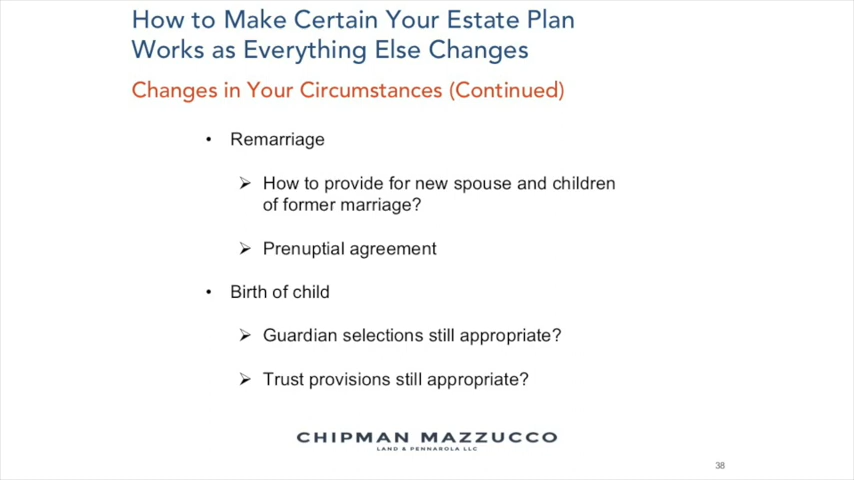 How to Make Certain Your Estate Plan
Works as Everything Else Changes
Changes in Your Circumstances (Continued)
• Remarriage
➢ How to provide for new spouse and children
of former marriage?
➢ Prenuptial agreement
• Birth of child
➢ Guardian selections still appropriate?
➢ Trust provisions still appropriate?
CHIPMAN MAZZUCCO
LAND & PENNAROLA LLC
38